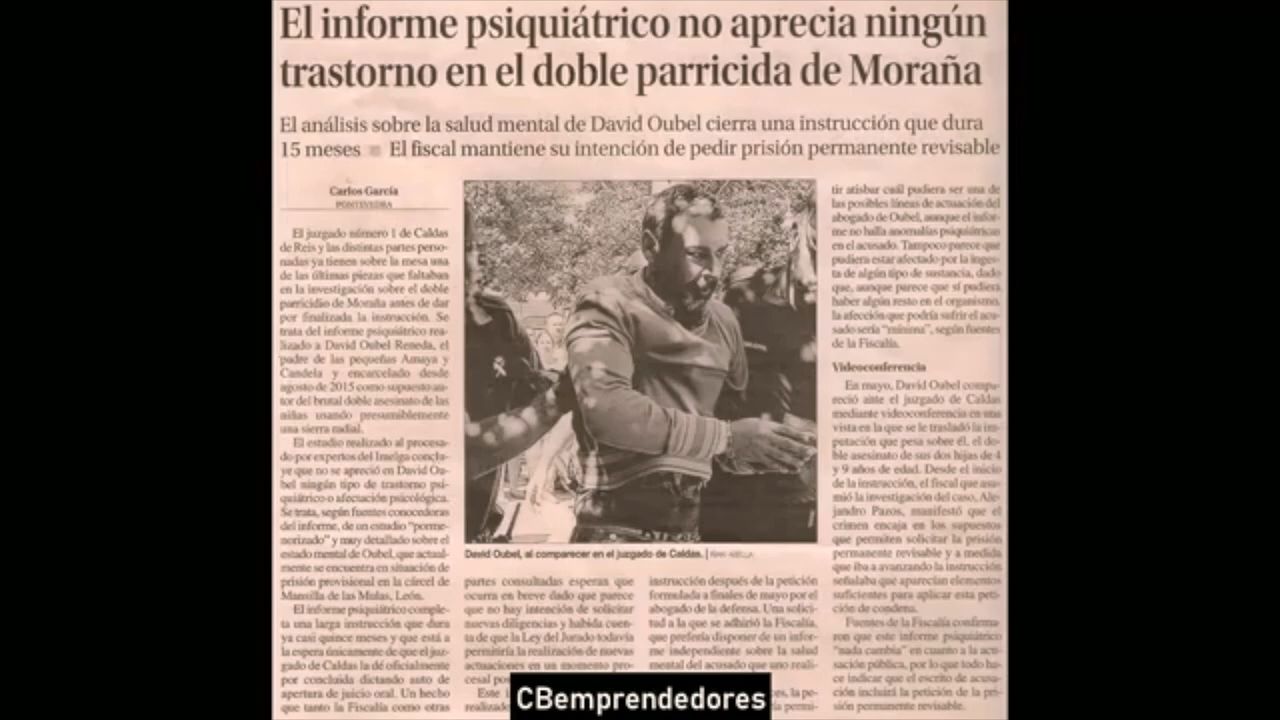 El informe psiquiátrico no aprecia ningún
trastorno en el doble parricida de Moraña
El análisis sobre la salud mental de David Oubel cierra una instrucción que dura
15 meses ■ El fiscal mantiene su intención de pedir prisión permanente revisable
Carlos García
PONTEVEDRA
El juzgado número 1 de Caldas
de Reis y las distintas partes perso-
nadas ya tienen sobre la mesa una
de las últimas piezas que faltaban
en la investigación sobre el doble
parricidio de Moraña antes de dar
por finalizada la instrucción. Se
trata del informe psiquiátrico rea-
lizado a David Oubel Reneda, el
padre de las pequeñas Amaya y
Candela y encarcelado desde
agosto de 2015 como supuesto au-
tor del brutal doble asesinato de las
niñas usando presumiblemente
una sierra radial.
El estudio realizado al procesa-
do por expertos del Imelga conclu-
ye que no se apreció en David Ou-
bel ningún tipo de trastorno psi-
quiátrico o afectación psicológica.
Se trata, según fuentes conocedoras
del informe, de un estudio "porme-
norizado" y muy detallado sobre el
estado mental de Oubel, que actual-
mente se encuentra en situación de
prisión provisional en la cárcel de
Mansilla de las Mulas, León.
El informe psiquiátrico comple-
ta una larga instrucción que dura
ya casi quince meses y que está a
la espera únicamente de que el juz-
gado de Caldas la dé oficialmente
por concluida dictando auto de
apertura de juicio oral. Un hecho
que tanto la Fiscalía como otras
David Oubel, al comparecer en el juzgado de Caldas. |
partes consultadas esperan que
ocurra en breve dado que parece
que no hay intención de solicitar
nuevas diligencias y habida cuen-
ta de que la Ley del Jurado todavía
permitiría la realización de nuevas
actuaciones en un momento pro-
cesal
Este
realizado
instrucción después de la petición
formulada a finales de mayo por el
abogado de la defensa. Una solici-
tud a la que se adhirió la Fiscalía,
que prefería disponer de un infor-
me independiente sobre la salud
mental del acusado que uno reali-
la pe-
permi-
tir atisbar cuál pudiera ser una de
las posibles líneas de actuación del
abogado de Oubel, aunque el infor-
me no halla anomalías psiquiátricas
en el acusado. Tampoco parece que
pudiera estar afectado por la inges-
ta de algún tipo de sustancia, dado
que, aunque parece que sí pudiera
haber algún resto en el organismo,
la afección que podría sufrir el acu-
sado sería "mínima", según fuentes
de la Fiscalía.
Videoconferencia
En mayo, David Oubel compa-
reció ante el juzgado de Caldas
mediante videoconferencia en una
vista en la que se le trasladó la im-
putación que pesa sobre él, el do-
ble asesinato de sus dos hijas de 4
y 9 años de edad. Desde el inicio
de la instrucción, el fiscal que asu-
mió la investigación del caso, Ale-
jandro Pazos, manifestó que el
crimen encaja en los supuestos
que permiten solicitar la prisión
permanente revisable y a medida
que iba a avanzando la instrucción
señalaba que aparecían elementos
suficientes para aplicar esta peti-
ción de condena.
Fuentes de la Fiscalía confirma-
ron que este informe psiquiátrico
"nada cambia" en cuanto a la acu-
sación pública, por lo que todo ha-
ce indicar que el escrito de acusa-
ción incluirá la petición de la pri-
sión permanente revisable.
CBemprendedores